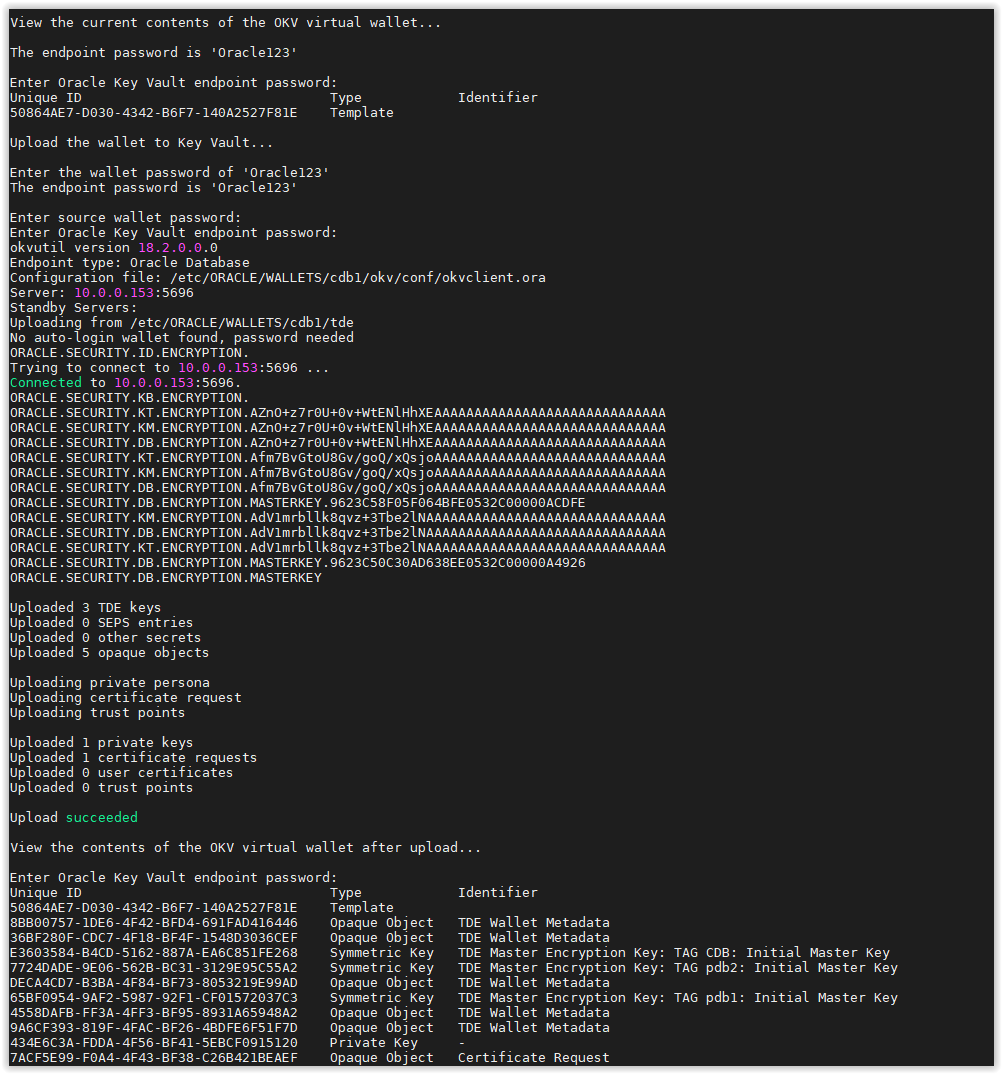 View the current contents of the OKV virtual wallet...
The endpoint password is 'Oracle123'
Enter Oracle Key Vault endpoint password:
Unique ID Type Identifier
50864AE7-D030-4342-B6F7-140A2527F81E Template
Upload the wallet to Key Vault...
Enter the wallet password of 'Oracle123'
The endpoint password is 'Oracle123'
Enter source wallet password:
Enter Oracle Key Vault endpoint password:
okvutil version 18.2.0.0.0
Endpoint type: Oracle Database
Configuration file: /etc/ORACLE/WALLETS/cdb1/okv/conf/okvclient.ora
Server: 10.0.0.153:5696
Standby Servers:
Uploading from /etc/ORACLE/WALLETS/cdb1/tde
No auto-login wallet found, password needed
ORACLE.SECURITY.ID.ENCRYPTION.
Trying to connect to 10.0.0.153:5696 ...
Connected to 10.0.0.153:5696.
ORACLE.SECURITY.KB.ENCRYPTION.
ORACLE.SECURITY.KT.ENCRYPTION.AZnO+z7r0U+0v+WtENlHhXEAAAAAAAAAAAAAAAAAAAAAAAAAAAAA
ORACLE.SECURITY.KM.ENCRYPTION.AZnO+z7r0U+0v+WtENlHhXEAAAAAAAAAAAAAAAAAAAAAAAAAAAAA
ORACLE.SECURITY.DB.ENCRYPTION.AZnO+z7r0U+0v+WtENlHhXEAAAAAAAAAAAAAAAAAAAAAAAAAAAAA
ORACLE.SECURITY.KT.ENCRYPTION.Afm7BvGtoU8Gv/goQ/xQsjoAAAAAAAAAAAAAAAAAAAAAAAAAAAAA
ORACLE.SECURITY.KM.ENCRYPTION.Afm7BvGtoU8Gv/goQ/xQsjoAAAAAAAAAAAAAAAAAAAAAAAAAAAAA
ORACLE.SECURITY.DB.ENCRYPTION.Afm7BvGtoU8Gv/goQ/xQsjoAAAAAAAAAAAAAAAAAAAAAAAAAAAAA
ORACLE.SECURITY.DB.ENCRYPTION.MASTERKEY.9623C58F05F064BFE0532C00000ACDFE
ORACLE.SECURITY.KM.ENCRYPTION.AdV1mrbllk8qvz+3Tbe2lNAAAAAAAAAAAAAAAAAAAAAAAAAAAAAA
ORACLE.SECURITY.DB.ENCRYPTION.AdV1mrbllk8qvz+3Tbe2lNAAAAAAAAAAAAAAAAAAAAAAAAAAAAAA
ORACLE.SECURITY.KT.ENCRYPTION.AdV1mrbllk8qvz+3Tbe2lNAAAAAAAAAAAAAAAAAAAAAAAAAAAAAA
ORACLE.SECURITY.DB.ENCRYPTION.MASTERKEY.9623C50C30AD638EE0532C00000A4926
ORACLE.SECURITY.DB.ENCRYPTION.MASTERKEY
Uploaded 3 TDE keys
Uploaded 0 SEPS entries
Uploaded 0 other secrets
Uploaded 5 opaque objects
Uploading private persona
Uploading certificate request
Uploading trust points
Uploaded 1 private keys
Uploaded 1 certificate requests
Uploaded 0 user certificates
Uploaded 0 trust points
Upload succeeded
View the contents of the OKV virtual wallet after upload...
Enter Oracle Key Vault endpoint password:
Unique ID Type Identifier
50864AE7-D030-4342-B6F7-140A2527F81E Template
8BB00757-1DE6-4F42-BFD4-691FAD416446 Opaque Object TDE Wallet Metadata
36BF280F-CDC7-4F18-BF4F-1548D3036CEF Opaque Object TDE Wallet Metadata
E3603584-B4CD-5162-887A-EA6C851FE268 Symmetric Key TDE Master Encryption Key: TAG CDB: Initial Master Key
7724DADE-9E06-562B-BC31-3129E95C55A2 Symmetric Key TDE Master Encryption Key: TAG pdb2: Initial Master Key
DECA4CD7-B3BA-4F84-BF73-8053219E99AD Opaque Object TDE Wallet Metadata
65BF0954-9AF2-5987-92F1-CF01572037C3 Symmetric Key TDE Master Encryption Key: TAG pdb1: Initial Master Key
4558DAFB-FF3A-4FF3-BF95-8931A65948A2 Opaque Object TDE Wallet Metadata
9A6CF393-819F-4FAC-BF26-4BDFE6F51F7D Opaque Object TDE Wallet Metadata
434E6C3A-FDDA-4F56-BF41-5EBCF0915120 Private Key -
7ACF5E99-F0A4-4F43-BF38-C26B421BEAEF Opaque Object Certificate Request